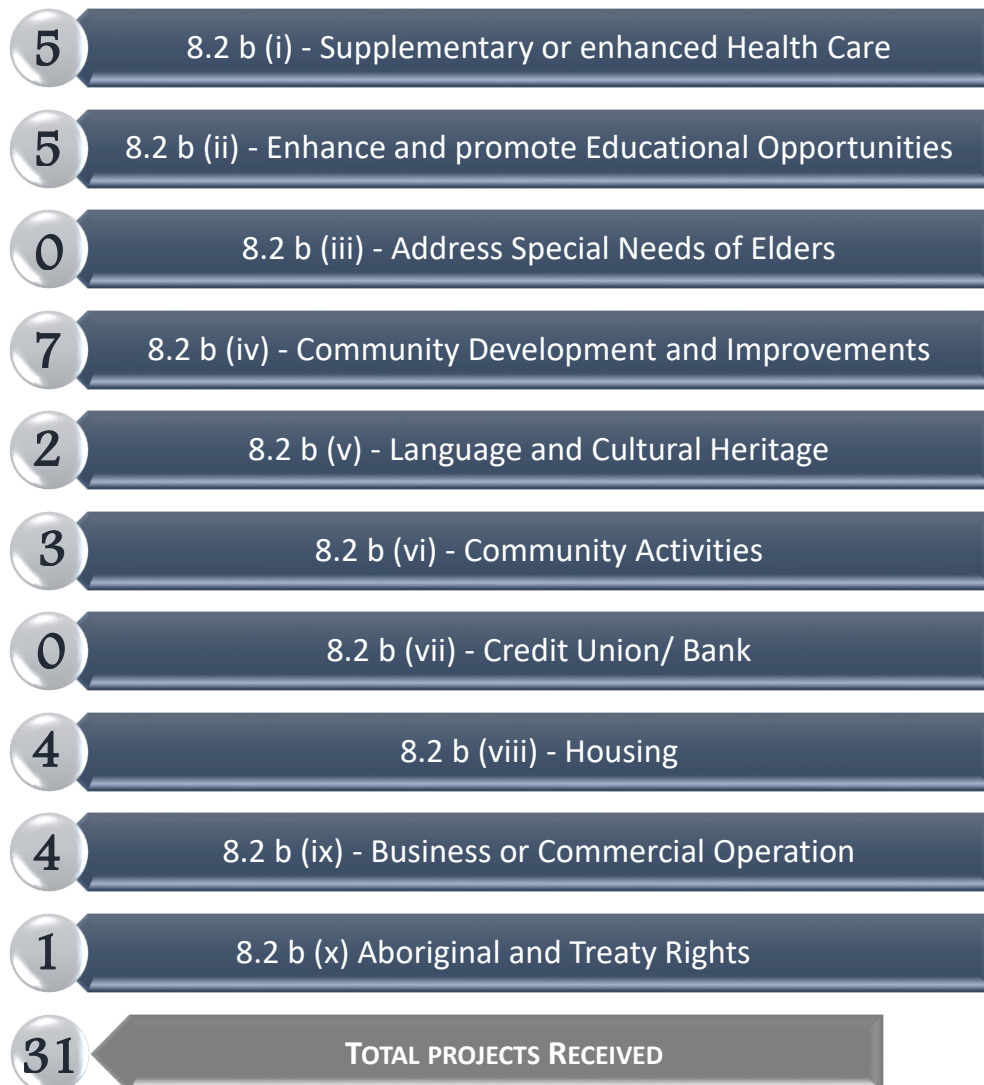 5 8.2 b (i) - Supplementary or enhanced Health Care
5 8.2 b (ii) - Enhance and promote Educational Opportunities
0 8.2 b (iii) - Address Special Needs of Elders
7 8.2 b (iv) - Community Development and Improvements
2 8.2 b (v) - Language and Cultural Heritage
3 8.2 b (vi) - Community Activities
0 8.2 b (vii) - Credit Union/ Bank
4 8.2 b (viii) - Housing
4 8.2 b (ix) - Business or Commercial Operation
1 8.2 b (x) Aboriginal and Treaty Rights
31 TOTAL PROJECTS RECEIVED